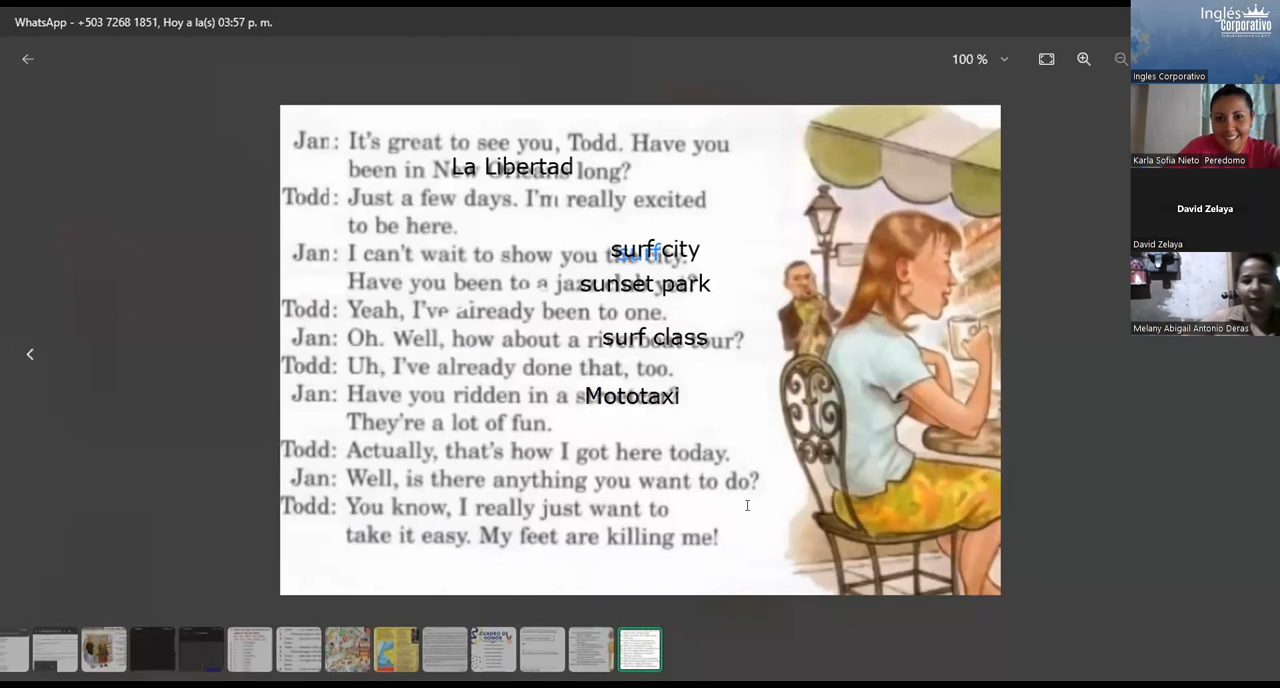 WhatsApp - +503 7268 1851, Hoy a la(s) 03:57 p. m.
100 %
Jan: It's great to see you, Todd. Have you
been in La Libertad long?
Todd: Just a few days. I'm really excited
to be here.
Jan: I can't wait to show you surf city
Have you been to a sunset park
Todd: Yeah, I've already been to one.
Jan: Oh. Well, how about a surf class tour?
Todd: Uh, I've already done that, too.
Jan: Have you ridden in a Mototaxi
They're a lot of fun.
Todd: Actually, that's how I got here today.
Jan: Well, is there anything you want to do?
Todd: You know, I really just want to
take it easy. My feet are killing me!
Inglés
Corporativo
Ingles Corporativo
Karla Sofia Nieto Peredomo
David Zelaya
David Zelaya
Melany Abigail Antonio Deras